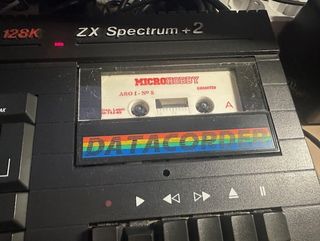 128K ZX Spectrum +2
MICROHOBBY
CASSETTE
AÑO I - Nº 8
A
DATACORDER